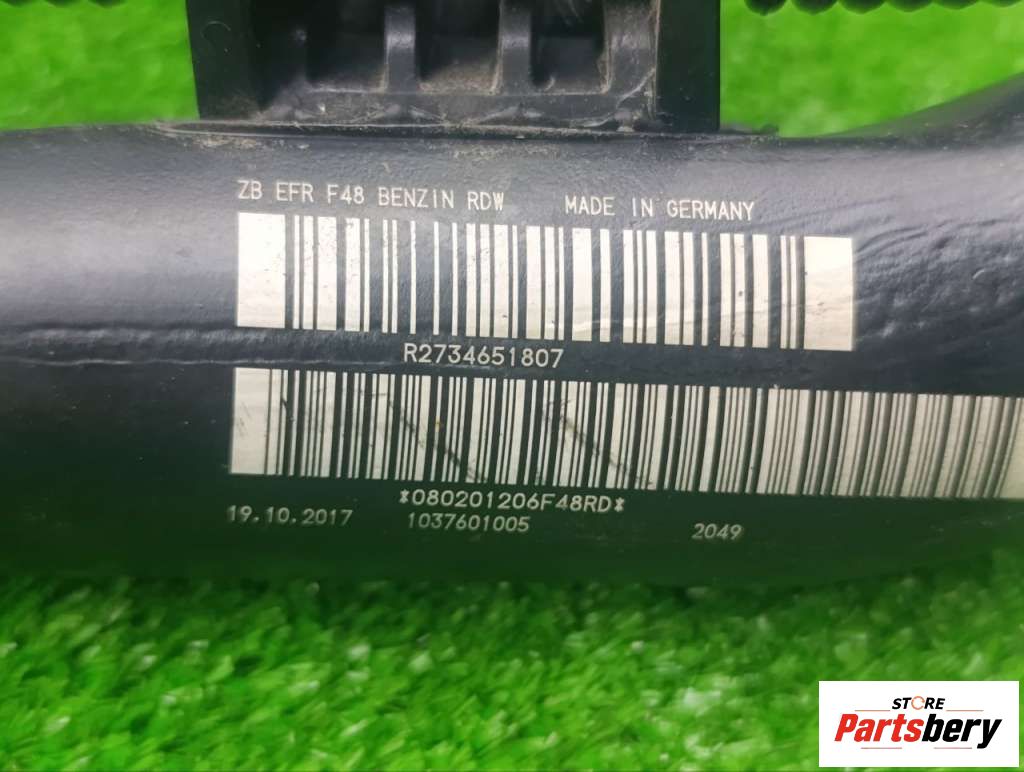 ZB EFR F48 BENZIN RDW MADE IN GERMANY
R2734651807
*080201206F48RD*
19.10.2017 1037601005 2049
STORE
Partsbery